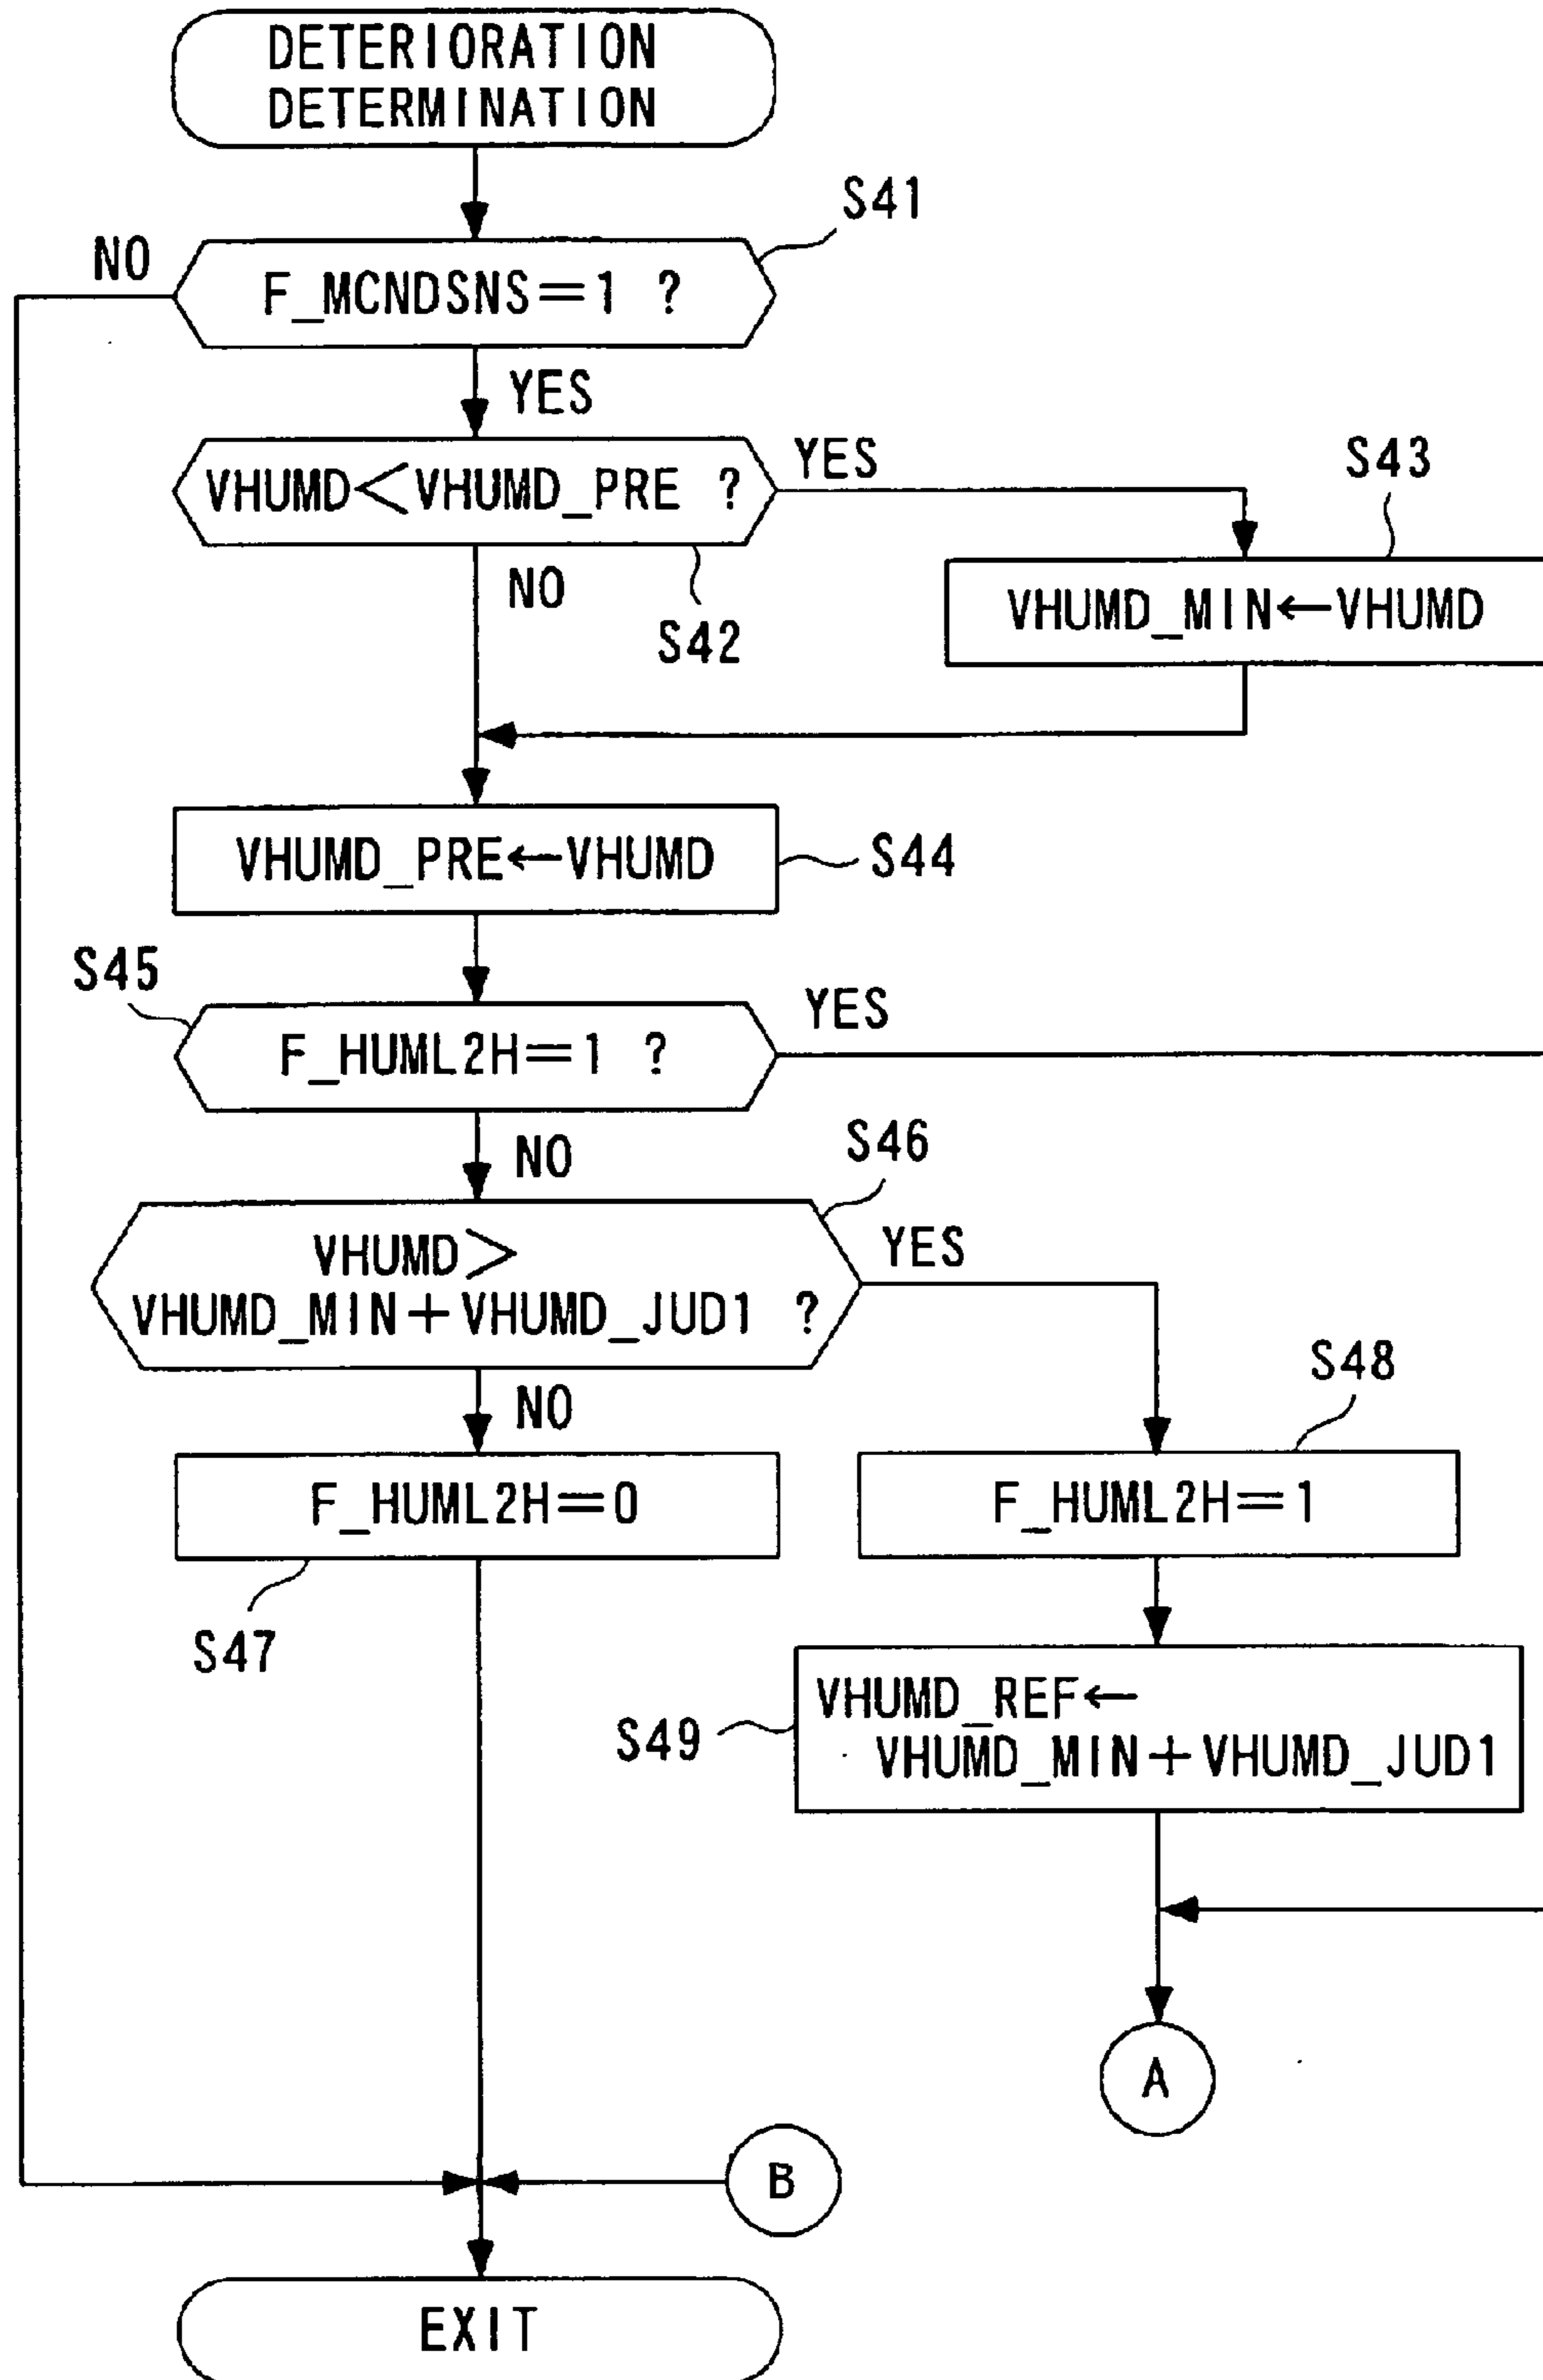 DETERIORATION
DETERMINATION
S41
NO
F_MCNDSNS=1 ?
YES
VHUMD<VHUMD_PRE ?
YES
S43
NO
S42
VHUMD_MIN←VHUMD
VHUMD_PRE←VHUMD
S44
S45
YES
F_HUML2H=1 ?
NO
S46
VHUMD>
VHUMD_MIN+VHUMD_JUD1 ?
YES
NO
S48
F_HUML2H=0
F_HUML2H=1
S47
VHUMD_REF←
VHUMD_MIN+VHUMD_JUD1
S49
A
B
EXIT